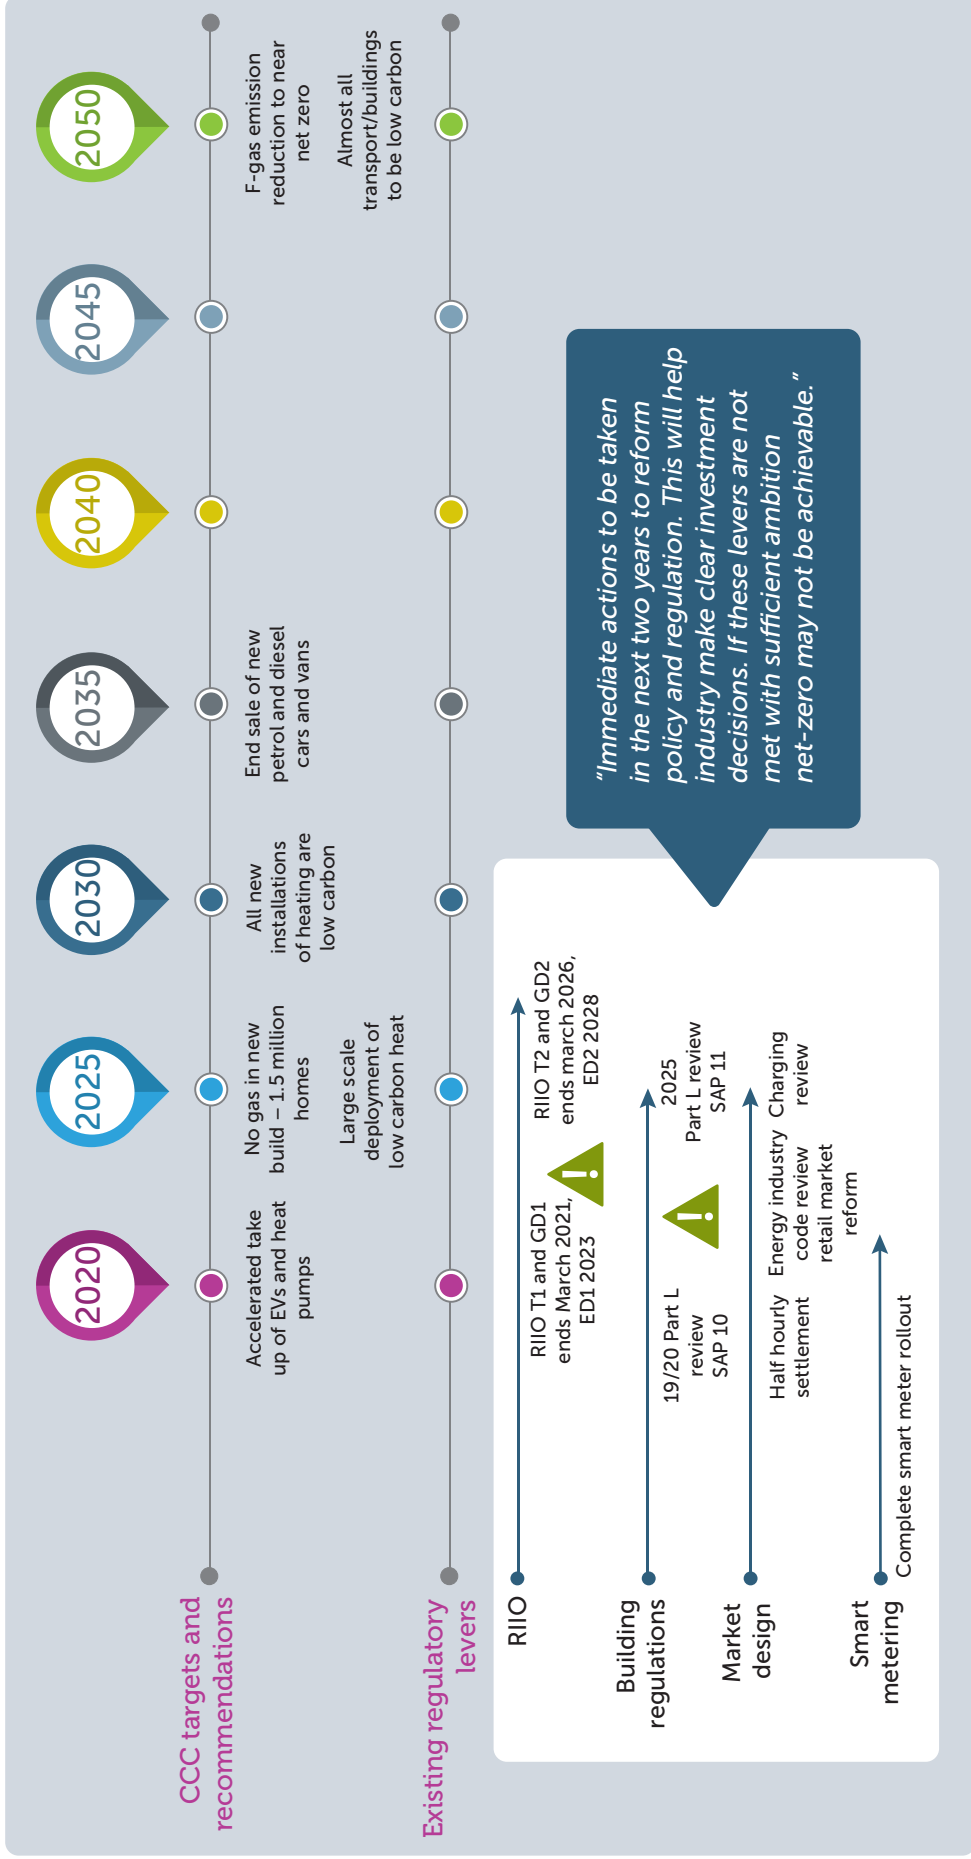 2020
2025
2030
2035
2040
2045
2050
CCC targets and
recommendations
Accelerated take
up of EVs and heat
pumps
No gas in new
build – 1.5 million
homes
Large scale
deployment of
low carbon heat
All new
installations
of heating are
low carbon
End sale of new
petrol and diesel
cars and vans
F-gas emission
reduction to near
net zero
Almost all
transport/buildings
to be low carbon
Existing regulatory
levers
RIIO
RIIO T1 and GD1
ends March 2021,
ED1 2023
!
RIIO T2 and GD2
ends march 2026,
ED2 2028
Building
regulations
19/20 Part L
review
SAP 10
!
2025
Part L review
SAP 11
Market
design
Half hourly
settlement
Energy industry
code review
retail market
reform
Charging
review
Smart
metering
Complete smart meter rollout
“Immediate actions to be taken
in the next two years to reform
policy and regulation. This will help
industry make clear investment
decisions. If these levers are not
met with sufficient ambition
net-zero may not be achievable.”